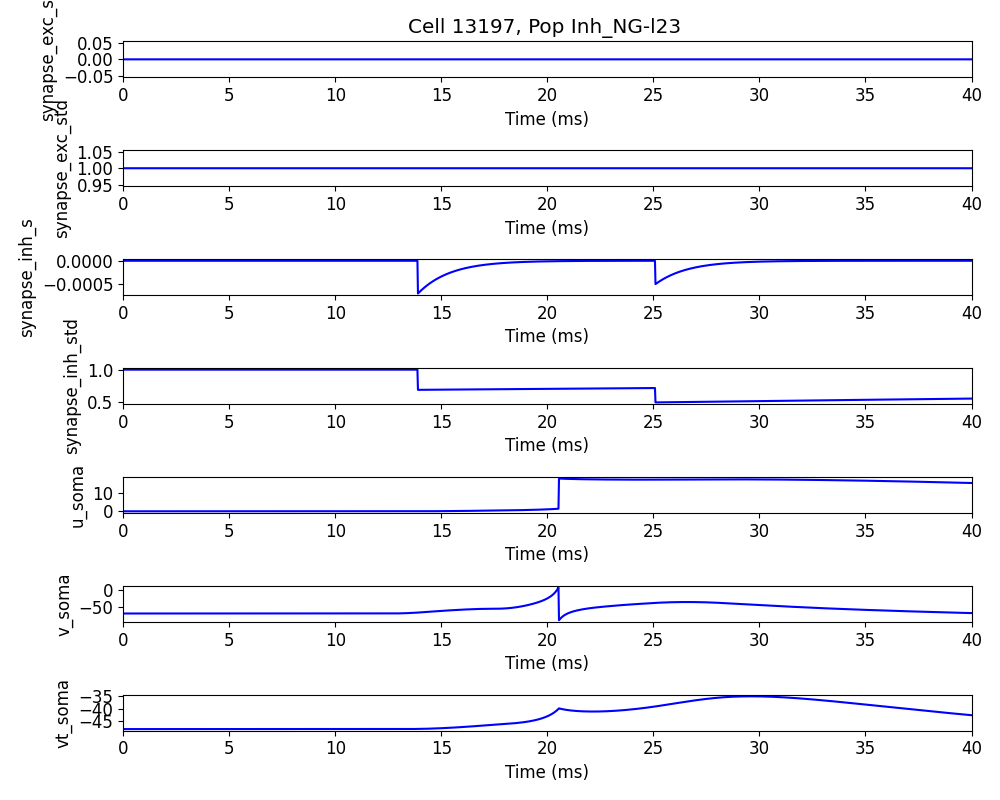 Cell 13197, Pop Inh_NG-l23
synapse_exc_s
0.05
0.00
−0.05
0 5 10 15 20 25 30 35 40
Time (ms)
synapse_exc_std
1.05
1.00
0.95
0 5 10 15 20 25 30 35 40
Time (ms)
synapse_inh_s
0.0000
−0.0005
0 5 10 15 20 25 30 35 40
Time (ms)
synapse_inh_std
1.0
0.5
0 5 10 15 20 25 30 35 40
Time (ms)
u_soma
10
0
0 5 10 15 20 25 30 35 40
Time (ms)
v_soma
0
−50
0 5 10 15 20 25 30 35 40
Time (ms)
vt_soma
−35
−40
−45
0 5 10 15 20 25 30 35 40
Time (ms)